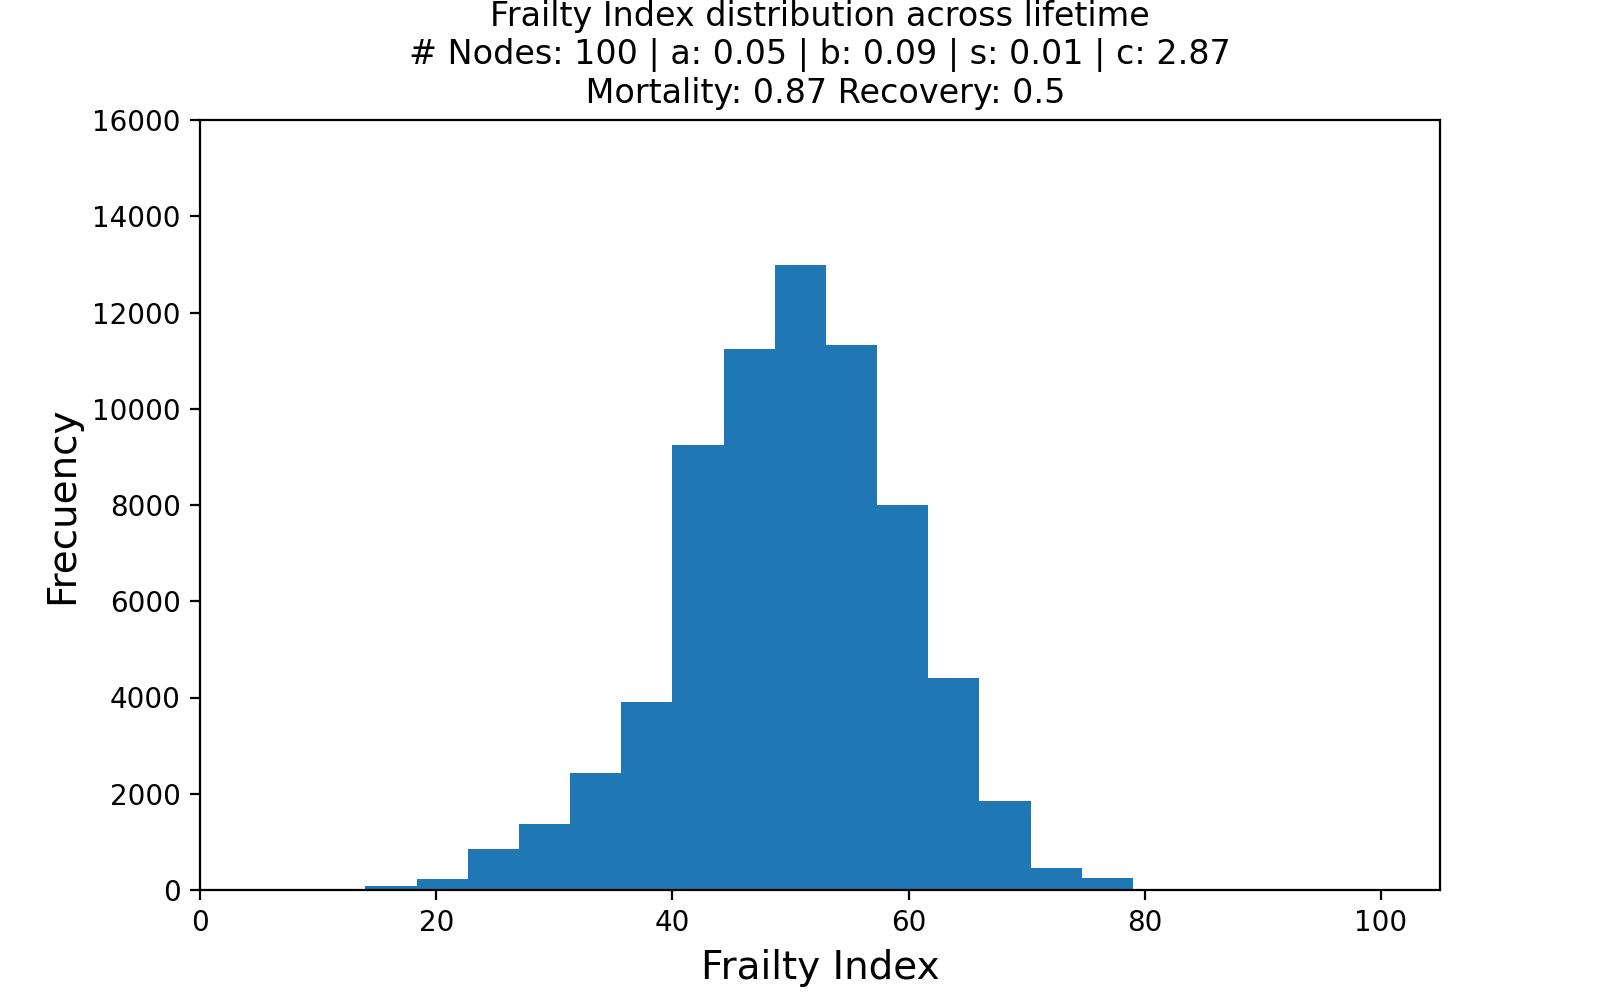 Frailty Index distribution across lifetime
# Nodes: 100 | a: 0.05 | b: 0.09 | s: 0.01 | c: 2.87
Mortality: 0.87 Recovery: 0.5
16000
14000
12000
10000
8000
6000
4000
2000
0
Frecuency
0 20 40 60 80 100
Frailty Index